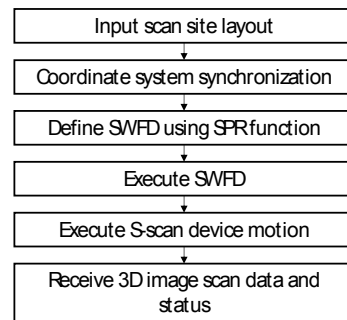 Input scan site layout
Coordinate system synchronization
Define SWFD using SPR function
Execute SWFD
Execute S-scan device motion
Receive 3D image scan data and
status